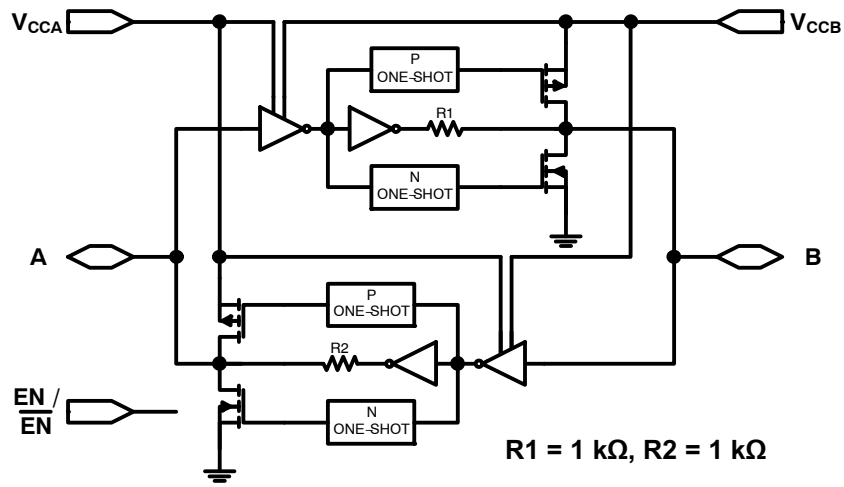 VCCA
VCCB
P
ONE-SHOT
R1
N
ONE-SHOT
A
B
P
ONE-SHOT
R2
EN /
EN
N
ONE-SHOT
R1 = 1 kΩ, R2 = 1 kΩ